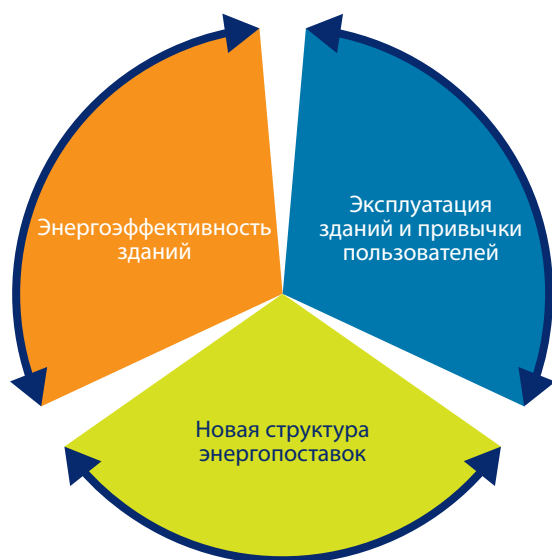 Энергоэффективность
зданий
Эксплуатация
зданий и привычки
пользователей
Новая структура
энергопоставок